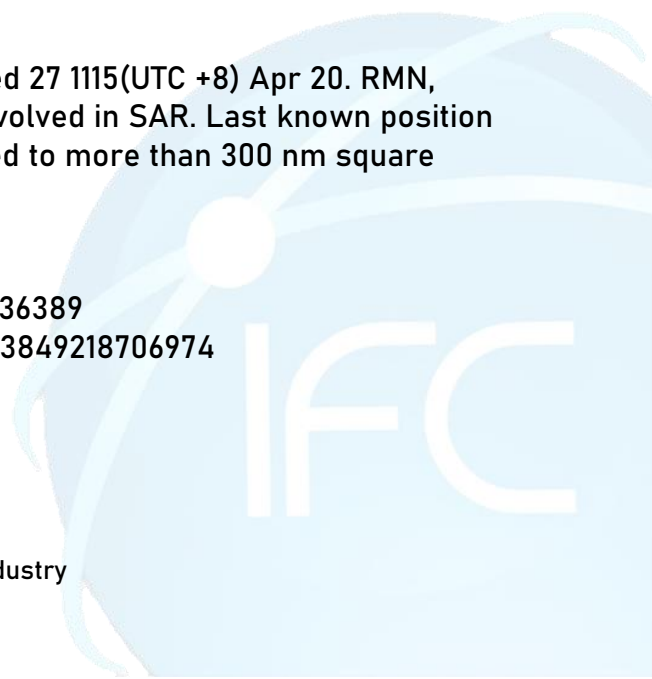 ed 27 1115(UTC +8) Apr 20. RMN,
volved in SAR. Last known position
ed to more than 300 nm square
36389
3849218706974
IFC
dustry